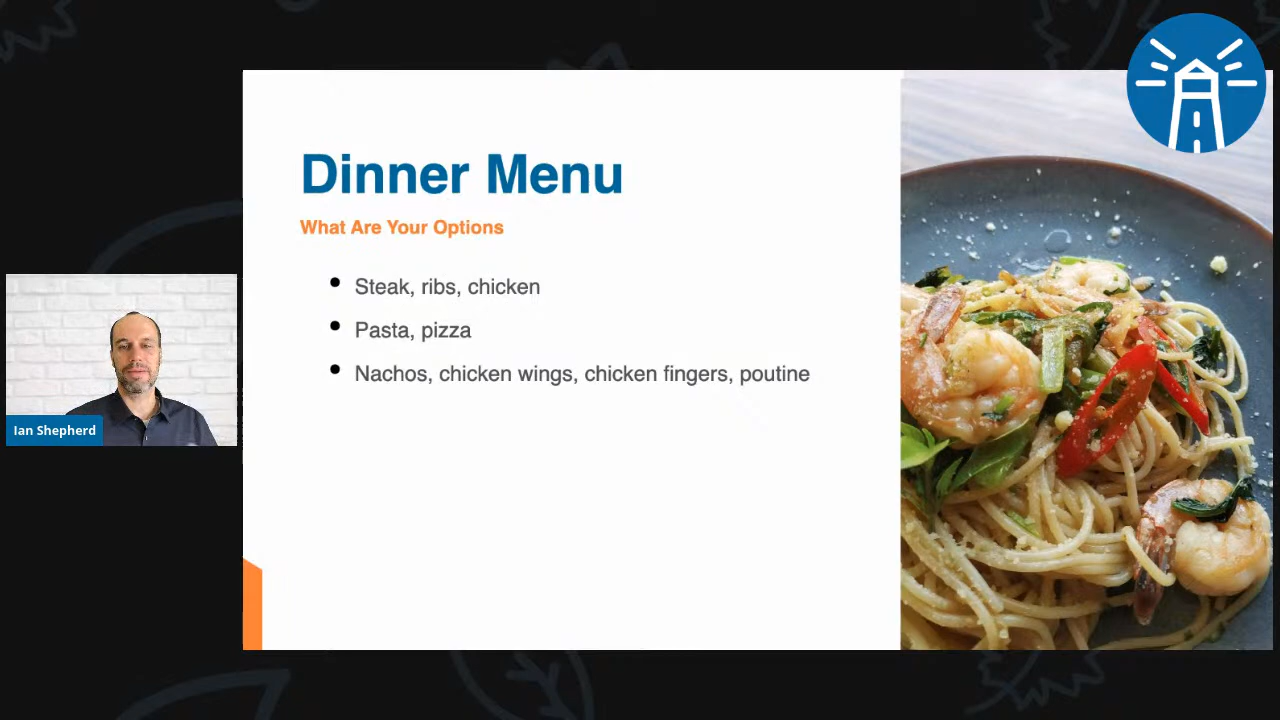 Dinner Menu
What Are Your Options
Steak, ribs, chicken
Pasta, pizza
Nachos, chicken wings, chicken fingers, poutine
Ian Shepherd